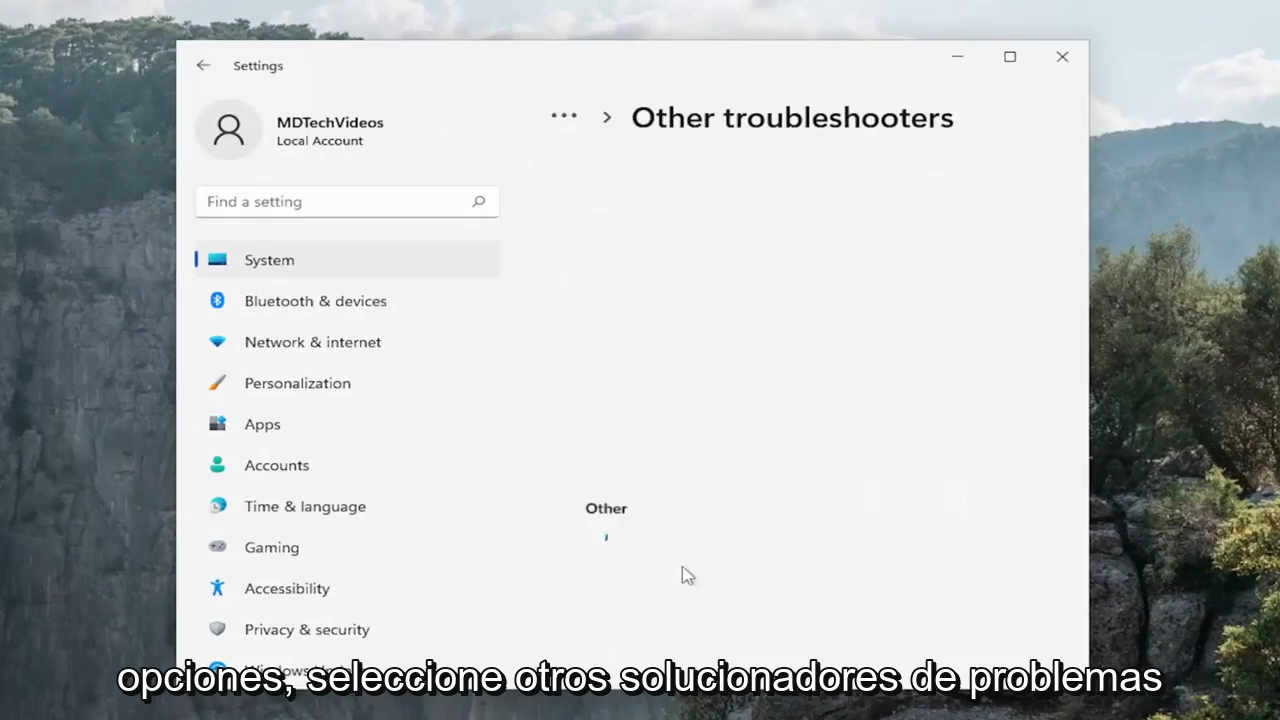 Settings
MDTechVideos
Local Account
... > Other troubleshooters
Find a setting
System
Bluetooth & devices
Network & internet
Personalization
Apps
Accounts
Time & language
Other
Gaming
Accessibility
Privacy & security
opciones, seleccione otros solucionadores de problemas